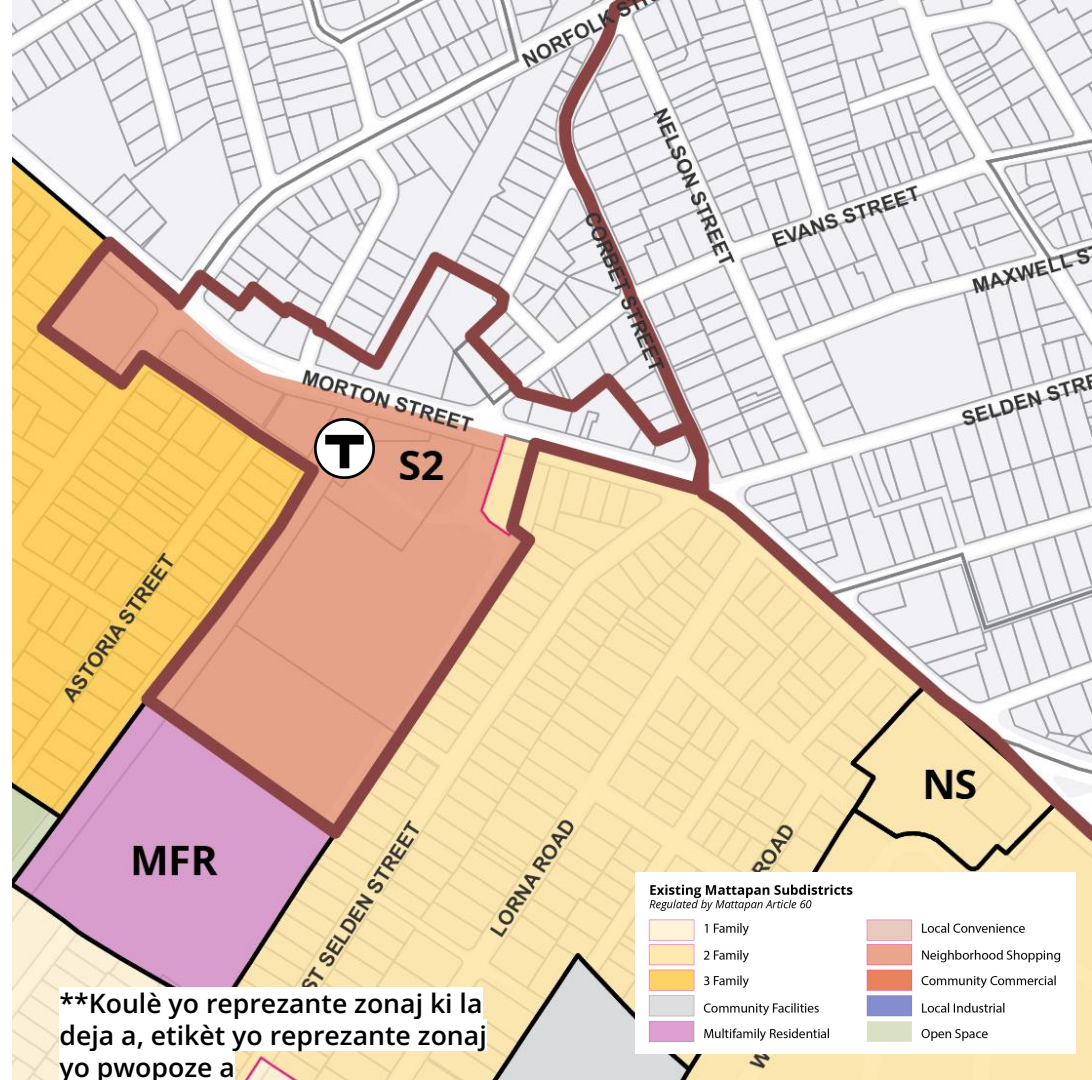 NORFOLK ST
NELSON STREET
EVANS STREET
CORBET STREET
MAXWELL S
MORTON STREET
SELDEN STRE
T
S2
ASTORIA STREET
NS
MFR
ST SELDEN STREET
LORNA ROAD
ROAD
W
Existing Mattapan Subdistricts
Regulated by Mattapan Article 60
1 Family
2 Family
3 Family
Community Facilities
Multifamily Residential
Local Convenience
Neighborhood Shopping
Community Commercial
Local Industrial
Open Space
**Koulè yo reprezante zonaj ki la
deja a, etikèt yo reprezante zonaj
yo pwopoze a